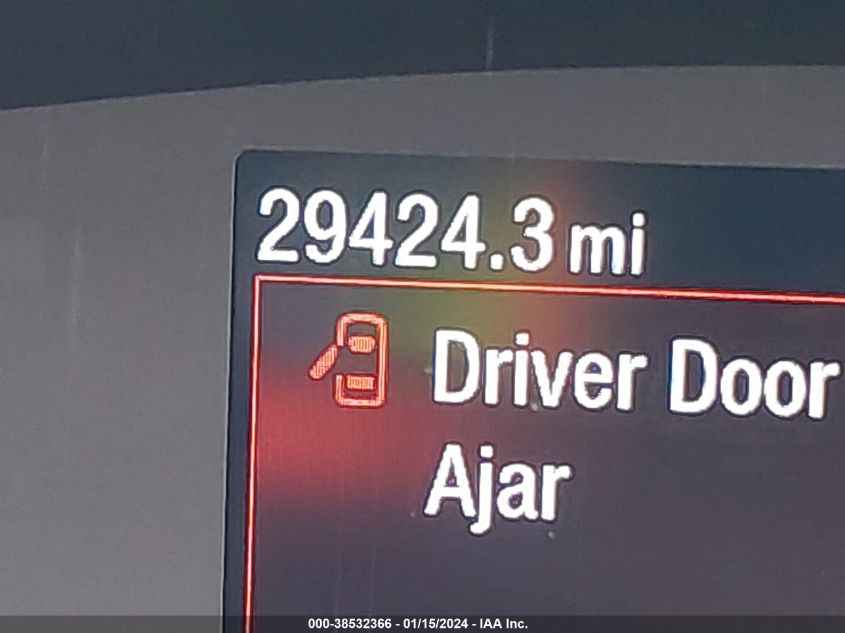 29424.3 mi
Driver Door
Ajar
000-38532366 - 01/15/2024 - IAA Inc.